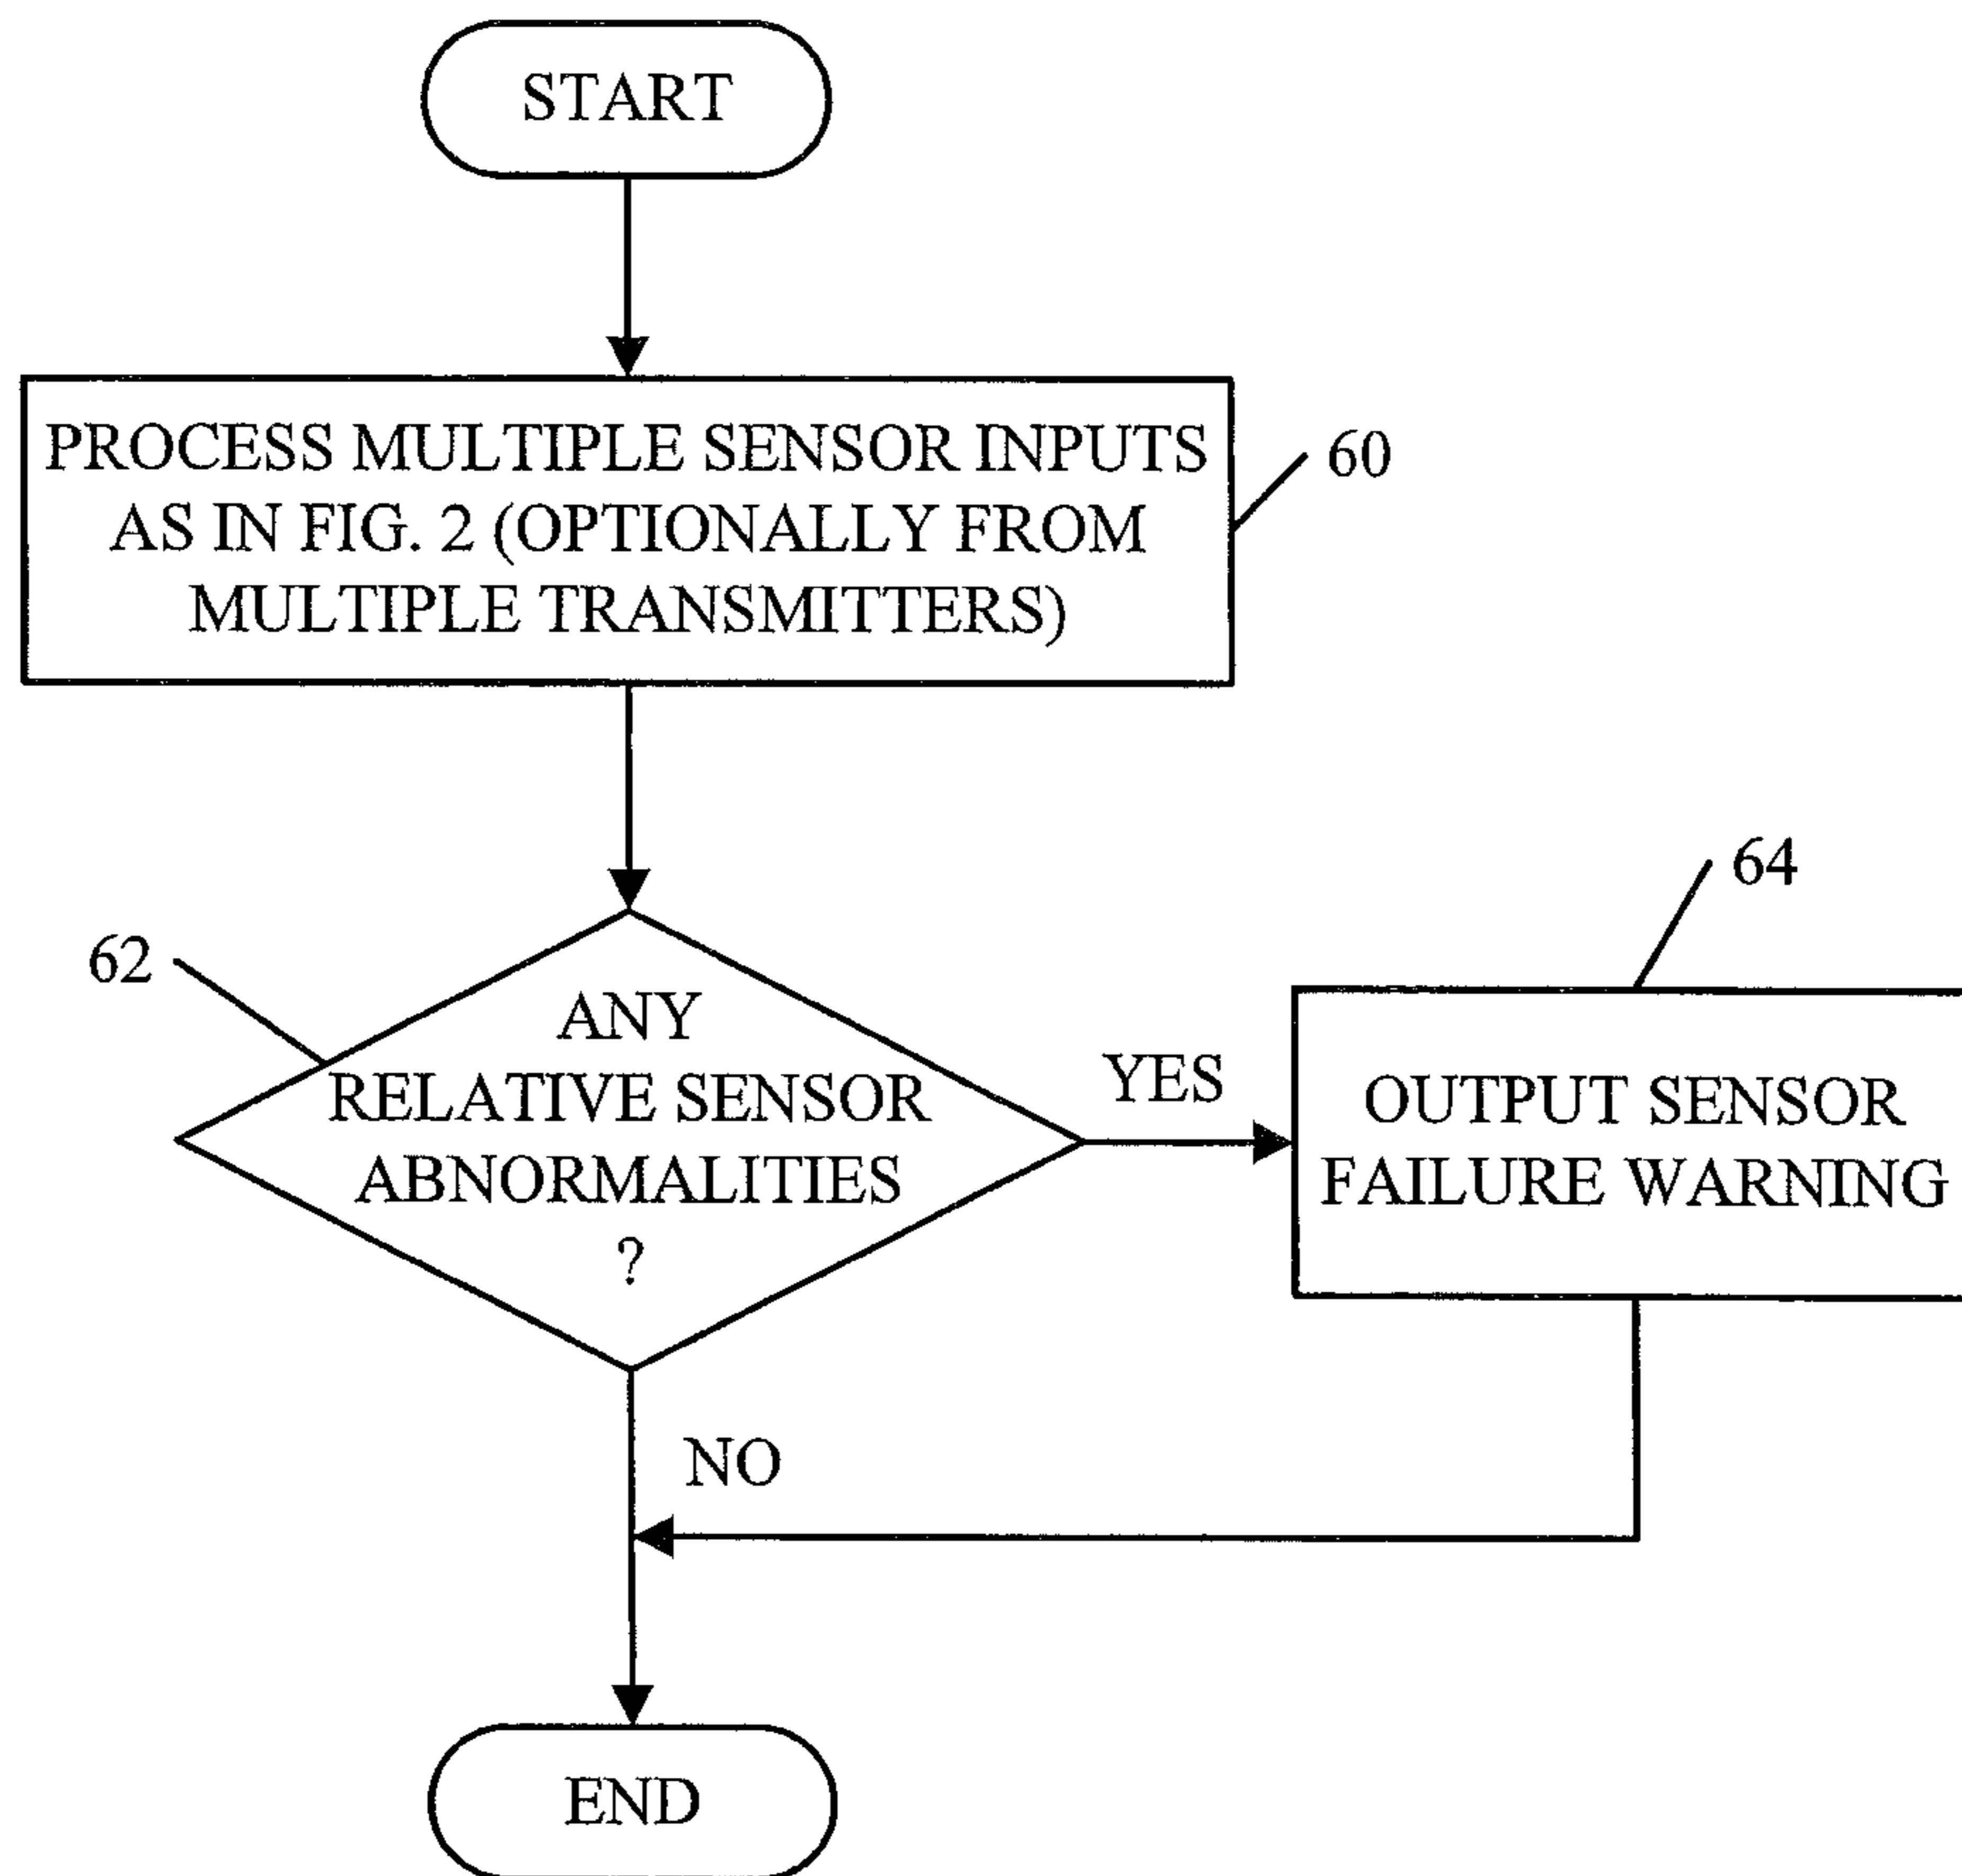 START
PROCESS MULTIPLE SENSOR INPUTS
AS IN FIG. 2 (OPTIONALLY FROM
MULTIPLE TRANSMITTERS)
60
62
ANY
RELATIVE SENSOR
ABNORMALITIES
?
YES
64
OUTPUT SENSOR
FAILURE WARNING
NO
END